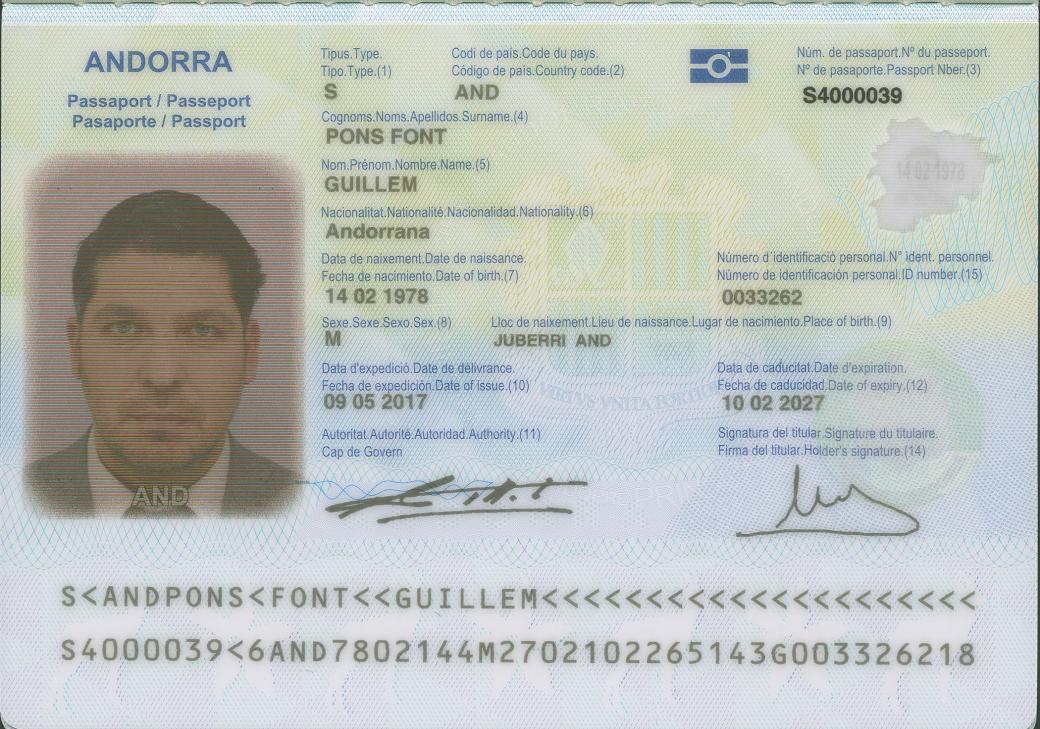 ANDORRA
Passaport / Passeport
Pasaporte / Passport
Tipus.Type.
Tipo.Type.(1)
S
Codi de país.Code du pays.
Código de país.Country code.(2)
AND
Núm. de passaport.Nº du passeport.
Nº de pasaporte.Passport Nber.(3)
S4000039
Cognoms.Noms.Apellidos.Surname.(4)
PONS FONT
Nom.Prénom.Nombre.Name.(5)
GUILLEM
14 02 1978
Nacionalitat.Nationalité.Nacionalidad.Nationality.(6)
Andorrana
Data de naixement.Date de naissance.
Fecha de nacimiento.Date of birth.(7)
14 02 1978
Número d'identificació personal.N° ident. personnel.
Número de identificación personal.ID number.(15)
0033262
Sexe.Sexe.Sexo.Sex.(8)
M
Lloc de naixement.Lieu de naissance.Lugar de nacimiento.Place of birth.(9)
JUBERRI AND
Data d'expedició.Date de délivrance.
Fecha de expedición.Date of issue.(10)
09 05 2017
Data de caducitat.Date d'expiration.
Fecha de caducidad.Date of expiry.(12)
10 02 2027
VIRTVS VNITA FORTIOR
Autoritat.Autorité.Autoridad.Authority.(11)
Cap de Govern
Signatura del titular.Signature du titulaire.
Firma del titular.Holder's signature.(14)
AND
S<ANDPONS<FONT<<GUILLEM<<<<<<<<<<<<<<<<<<<<<
S4000039<6AND7802144M2702102265143G003326218